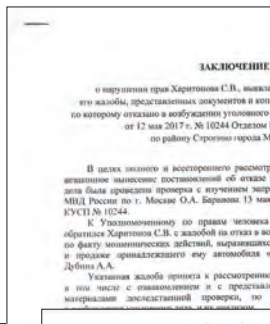 ЗАКЛЮЧЕНИЕ
о нарушении прав Харитонова С.В., выявл
его жалобы, представленных документов и коп
по которому отказано в возбуждении уголовного
от 12 мая 2017 г. № 10244 Отделом
по району Строгино города М
В целях полного и всестороннего рассмотр
незаконное вынесение постановлений об отказе
дела была проведена проверка с изучением
МВД России по г. Москве О.А. Баранова 13 мая
КУСП № 10244.
К Уполномоченному по правам человека
обратился Харитонов С.В. с жалобой на отказ в во
по факту мошеннических действий, выразившихс
и продаже принадлежащего ему автомобиля
Дубина А.А.
Указанная жалоба принята к рассмотрению
в том числе с ознакомлением и с представл
материалами доследственной проверки, по